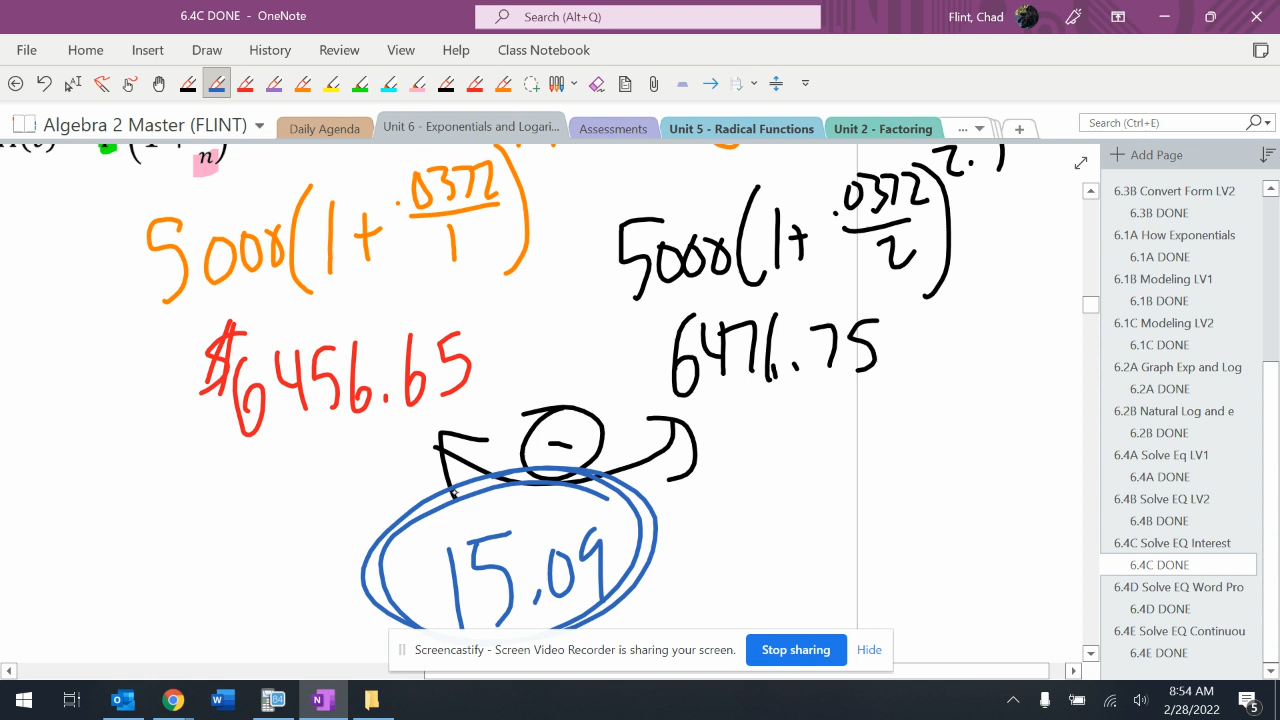 6.4C DONE - OneNote
Search (Alt+Q)
Flint, Chad
File Home Insert Draw History Review View Help Class Notebook
Algebra 2 Master (FLINT)
Daily Agenda
Unit 6 - Exponentials and Logari...
Assessments
Unit 5 - Radical Functions
Unit 2 - Factoring
...
Search (Ctrl+E)
Add Page
n)
5000(1+ .0372/1)
5000(1+ .0372/2)
$6456.65
6471.75
-
15.09
6.3B Convert Form LV2
6.3B DONE
6.1A How Exponentials
6.1A DONE
6.1B Modeling LV1
6.1B DONE
6.1C Modeling LV2
6.1C DONE
6.2A Graph Exp and Log
6.2A DONE
6.2B Natural Log and e
6.2B DONE
6.4A Solve Eq LV1
6.4A DONE
6.4B Solve EQ LV2
6.4B DONE
6.4C Solve EQ Interest
6.4C DONE
6.4D Solve EQ Word Pro
6.4D DONE
6.4E Solve EQ Continuou
6.4E DONE
Screencastify - Screen Video Recorder is sharing your screen.
Stop sharing
Hide
8:54 AM
2/28/2022
5